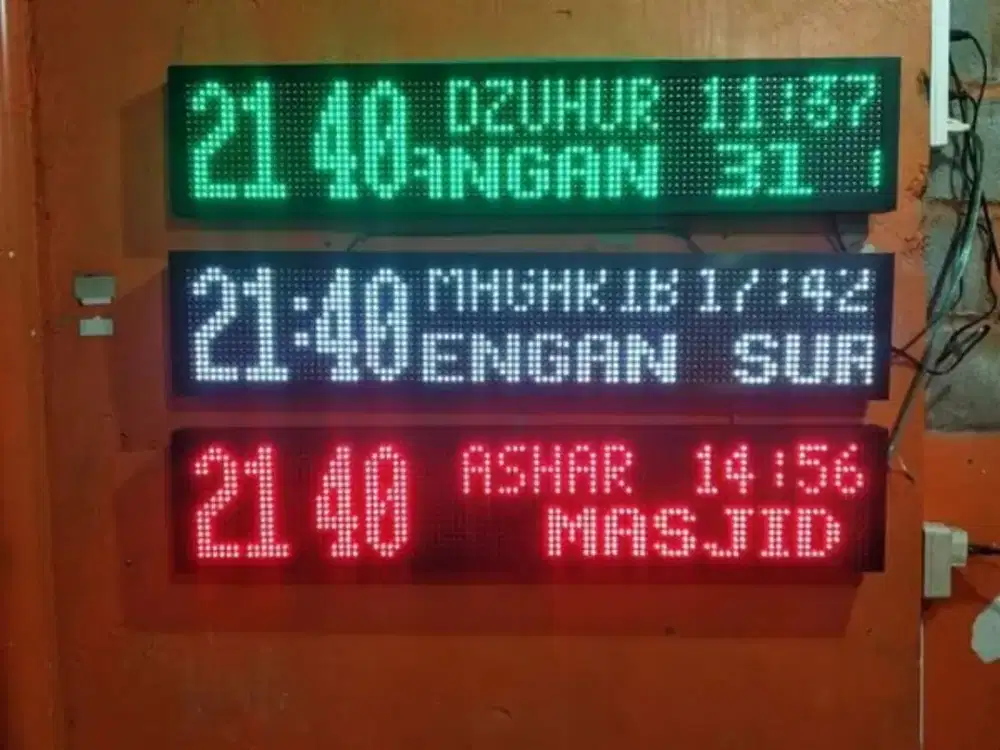 21 40 DZUHUR 11:37
ANGAN 31
21:40 MAGHRIB 17:42
ENGAN SUR
21 40 ASHAR 14:56
MASJID